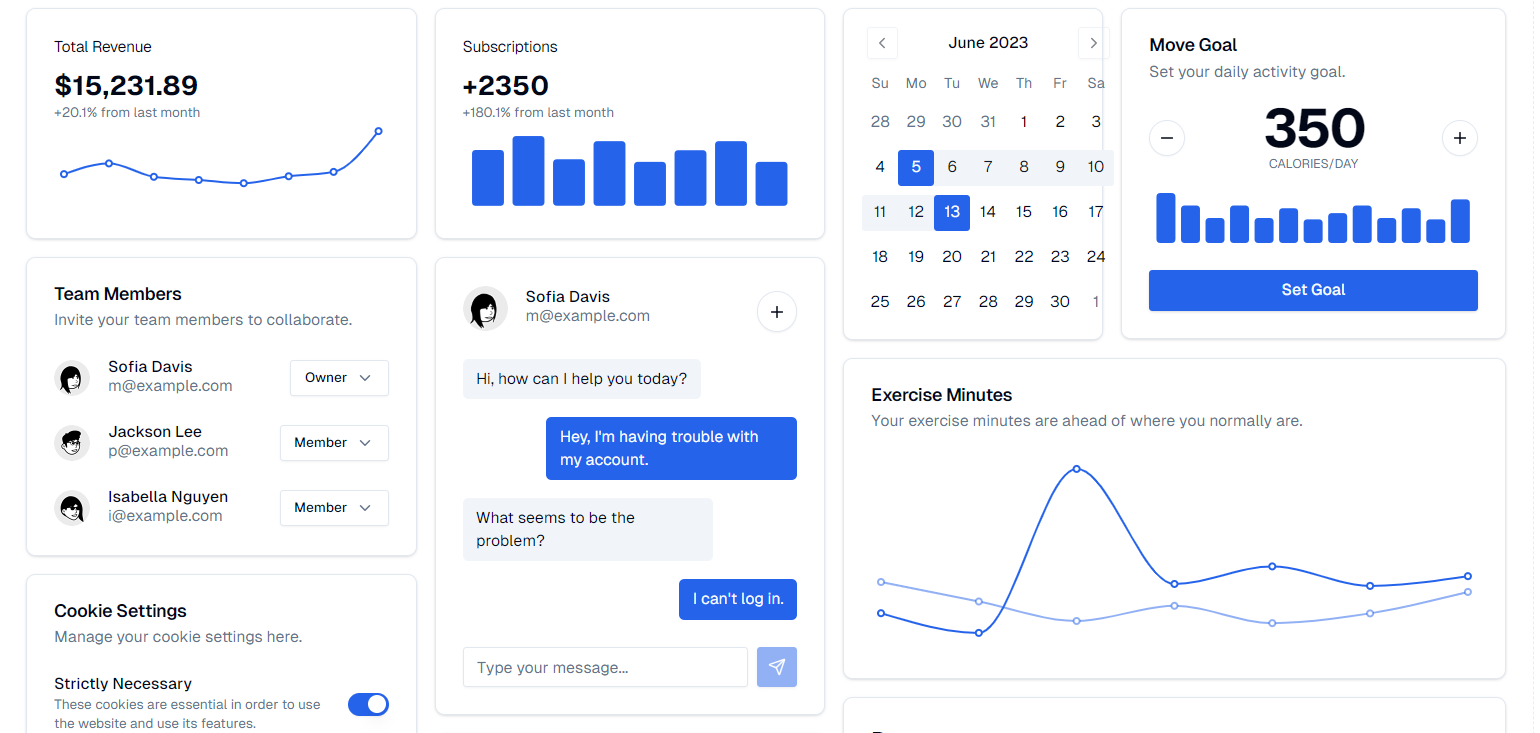 Total Revenue
$15,231.89
+20.1% from last month
Subscriptions
+2350
+180.1% from last month
June 2023
Su Mo Tu We Th Fr Sa
28 29 30 31 1 2 3
4 5 6 7 8 9 10
11 12 13 14 15 16 17
18 19 20 21 22 23 24
25 26 27 28 29 30 1
Move Goal
Set your daily activity goal.
350
CALORIES/DAY
Set Goal
Team Members
Invite your team members to collaborate.
Sofia Davis
m@example.com
Owner
Jackson Lee
p@example.com
Member
Isabella Nguyen
i@example.com
Member
Sofia Davis
m@example.com
Hi, how can I help you today?
Hey, I'm having trouble with
my account.
What seems to be the
problem?
I can't log in.
Type your message...
Exercise Minutes
Your exercise minutes are ahead of where you normally are.
Cookie Settings
Manage your cookie settings here.
Strictly Necessary
These cookies are essential in order to use
the website and use its features.